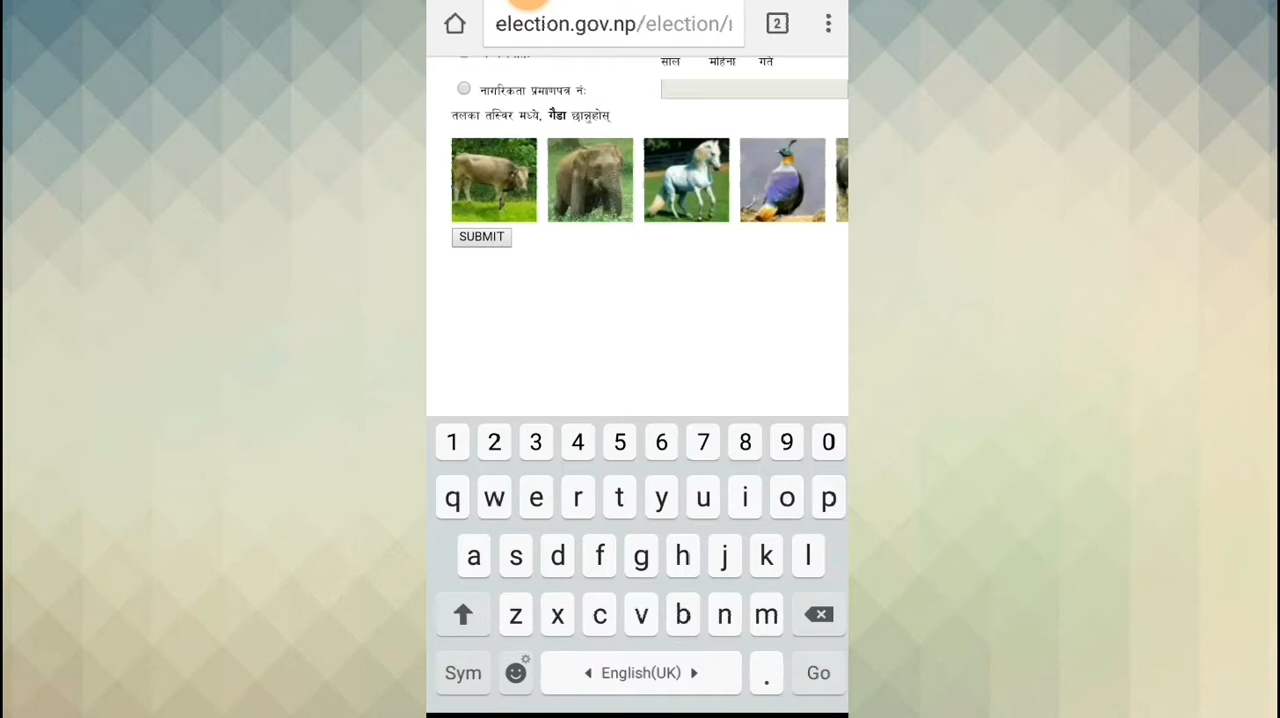 election.gov.np/election/
2
साल महिना गते
नागरिकता प्रमाणपत्र नं:
तलका तस्विर मध्ये, गैडा छान्नुहोस्
SUBMIT
1 2 3 4 5 6 7 8 9 0
q w e r t y u i o p
a s d f g h j k l
z x c v b n m
Sym English(UK) . Go